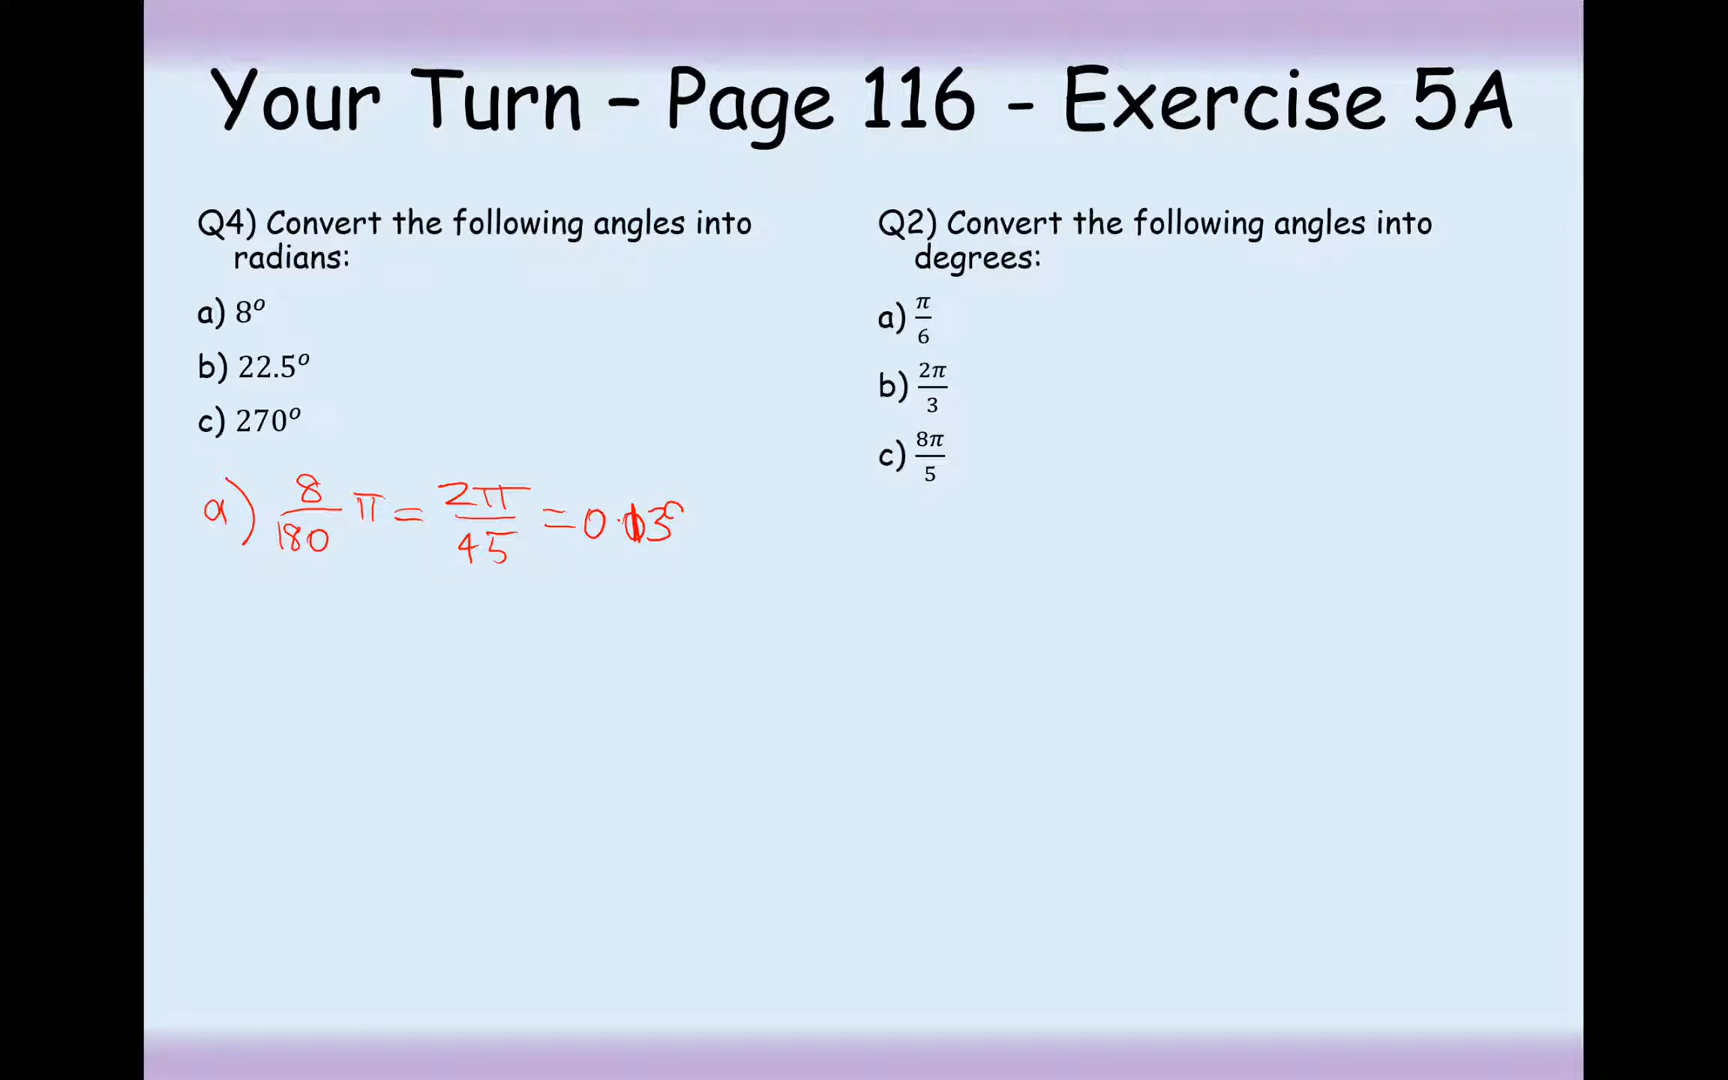 Your Turn – Page 116 - Exercise 5A
Q4) Convert the following angles into
radians:
a) 8°
b) 22.5°
c) 270°
a) 8/180 π = 2π/45 = 0.13ᶜ
Q2) Convert the following angles into
degrees:
a) π/6
b) 2π/3
c) 8π/5